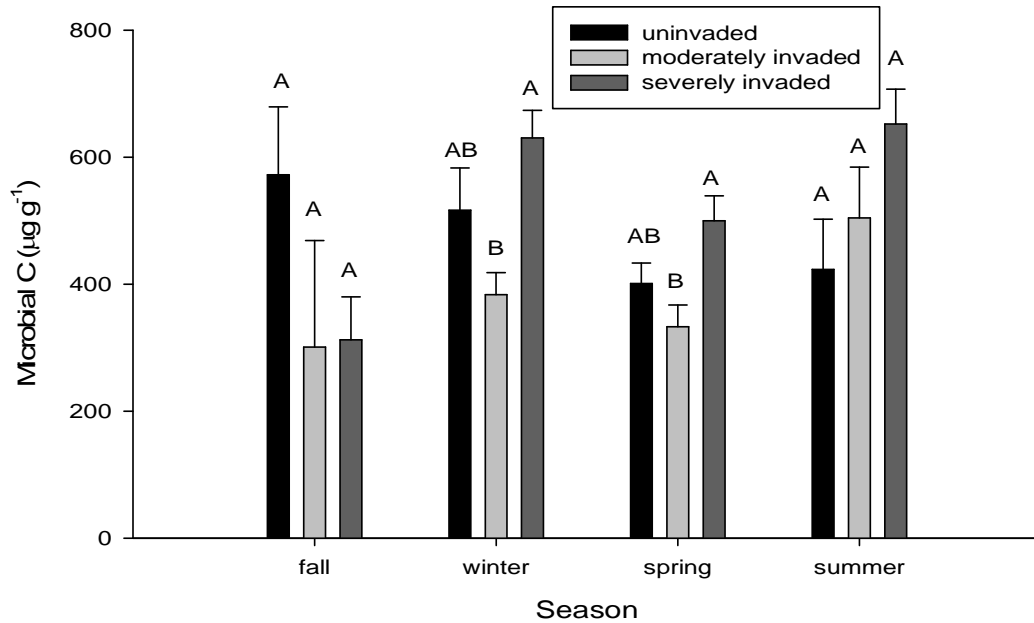 800
600
400
200
0
Microbial C (µg g-1)
uninvaded
moderately invaded
severely invaded
A
A
A
AB
B
A
AB
B
A
A
A
A
fall winter spring summer
Season